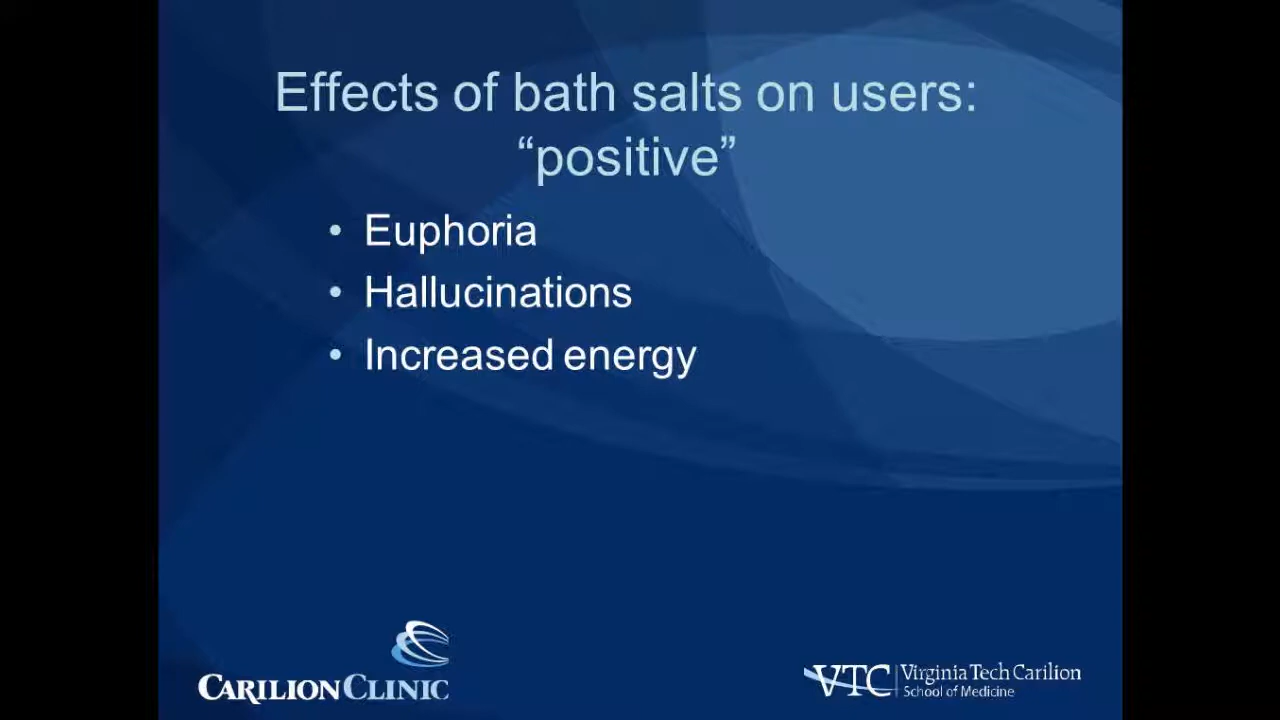 Effects of bath salts on users:
“positive”
• Euphoria
• Hallucinations
• Increased energy
CARILION CLINIC
VTC Virginia Tech Carilion
School of Medicine